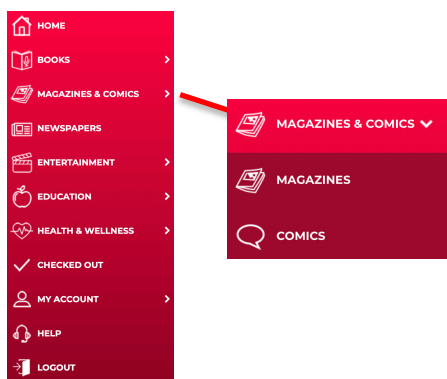 HOME
BOOKS
MAGAZINES & COMICS
NEWSPAPERS
ENTERTAINMENT
EDUCATION
HEALTH & WELLNESS
CHECKED OUT
MY ACCOUNT
HELP
LOGOUT
MAGAZINES & COMICS
MAGAZINES
COMICS